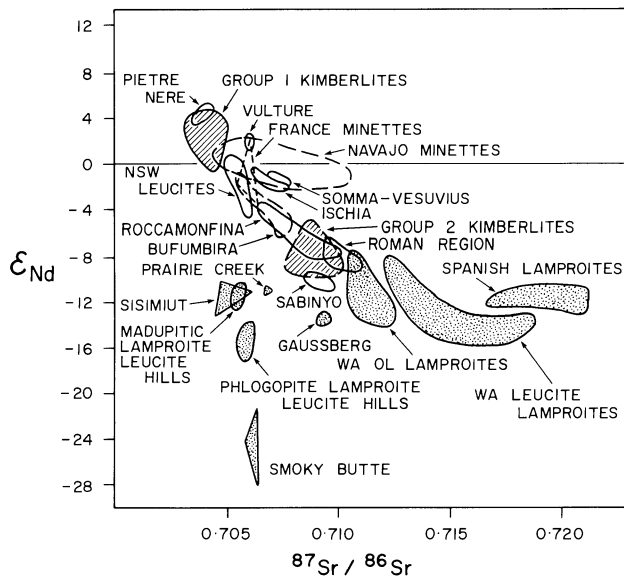 12
8
4
0
-4
-8
-12
-16
-20
-24
-28
εNd
PIETRE
NERE
GROUP 1 KIMBERLITES
VULTURE
FRANCE MINETTES
NAVAJO MINETTES
NSW
LEUCITES
SOMMA-VESUVIUS
ISCHIA
ROCCAMONFINA
BUFUMBIRA
GROUP 2 KIMBERLITES
ROMAN REGION
PRAIRIE CREEK
SPANISH LAMPROITES
SISIMIUT
SABINYO
MADUPITIC
LAMPROITE
LEUCITE
HILLS
GAUSSBERG
WA OL LAMPROITES
PHLOGOPITE LAMPROITE
LEUCITE HILLS
WA LEUCITE
LAMPROITES
SMOKY BUTTE
0.705
0.710
0.715
0.720
87Sr / 86Sr